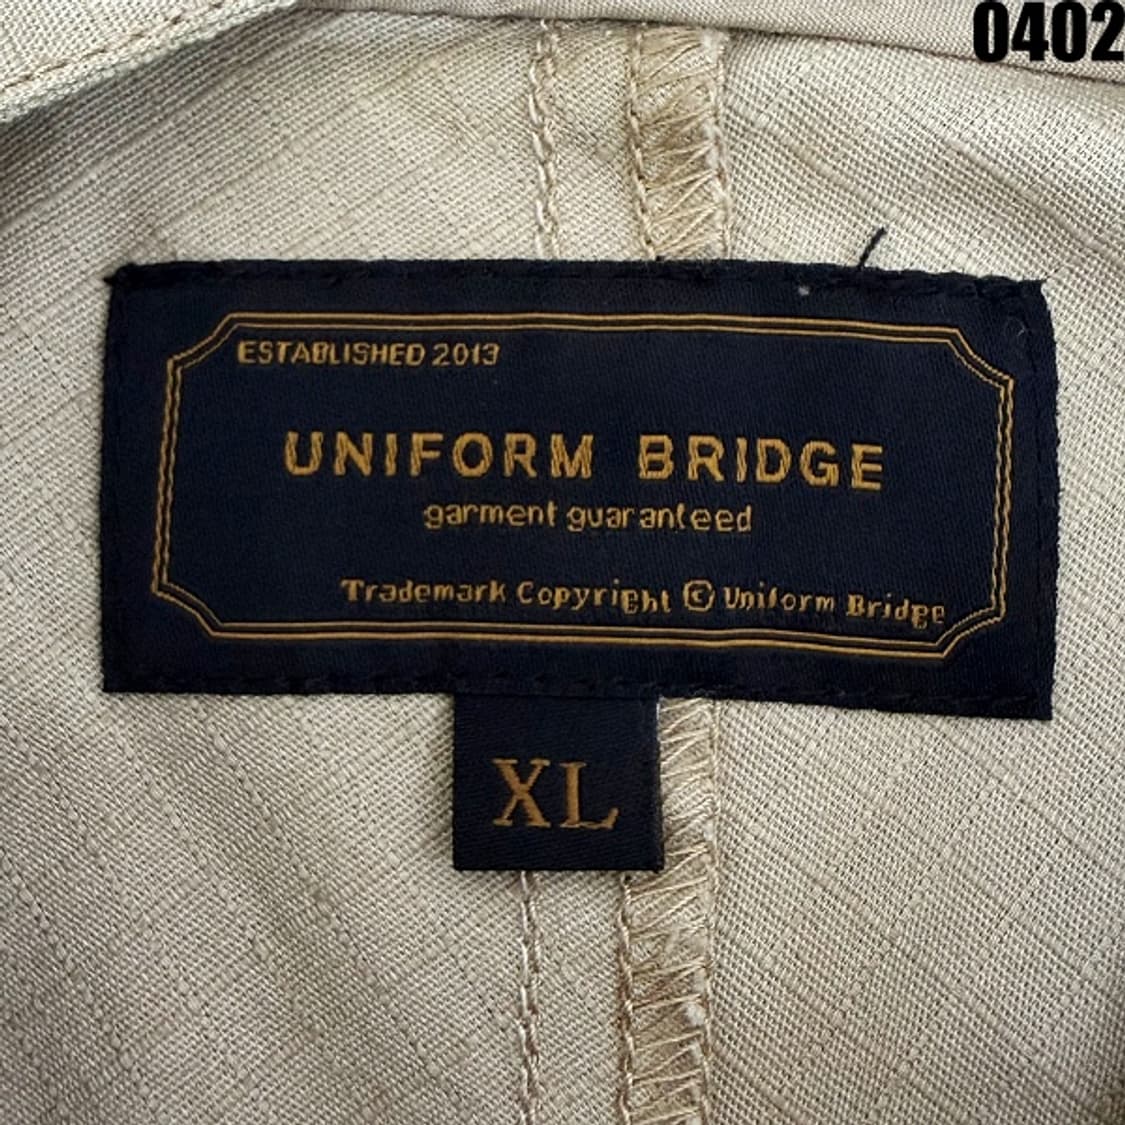 0402
ESTABLISHED 2013
UNIFORM BRIDGE
garment guaranteed
Trademark Copyright © Uniform Bridge
XL